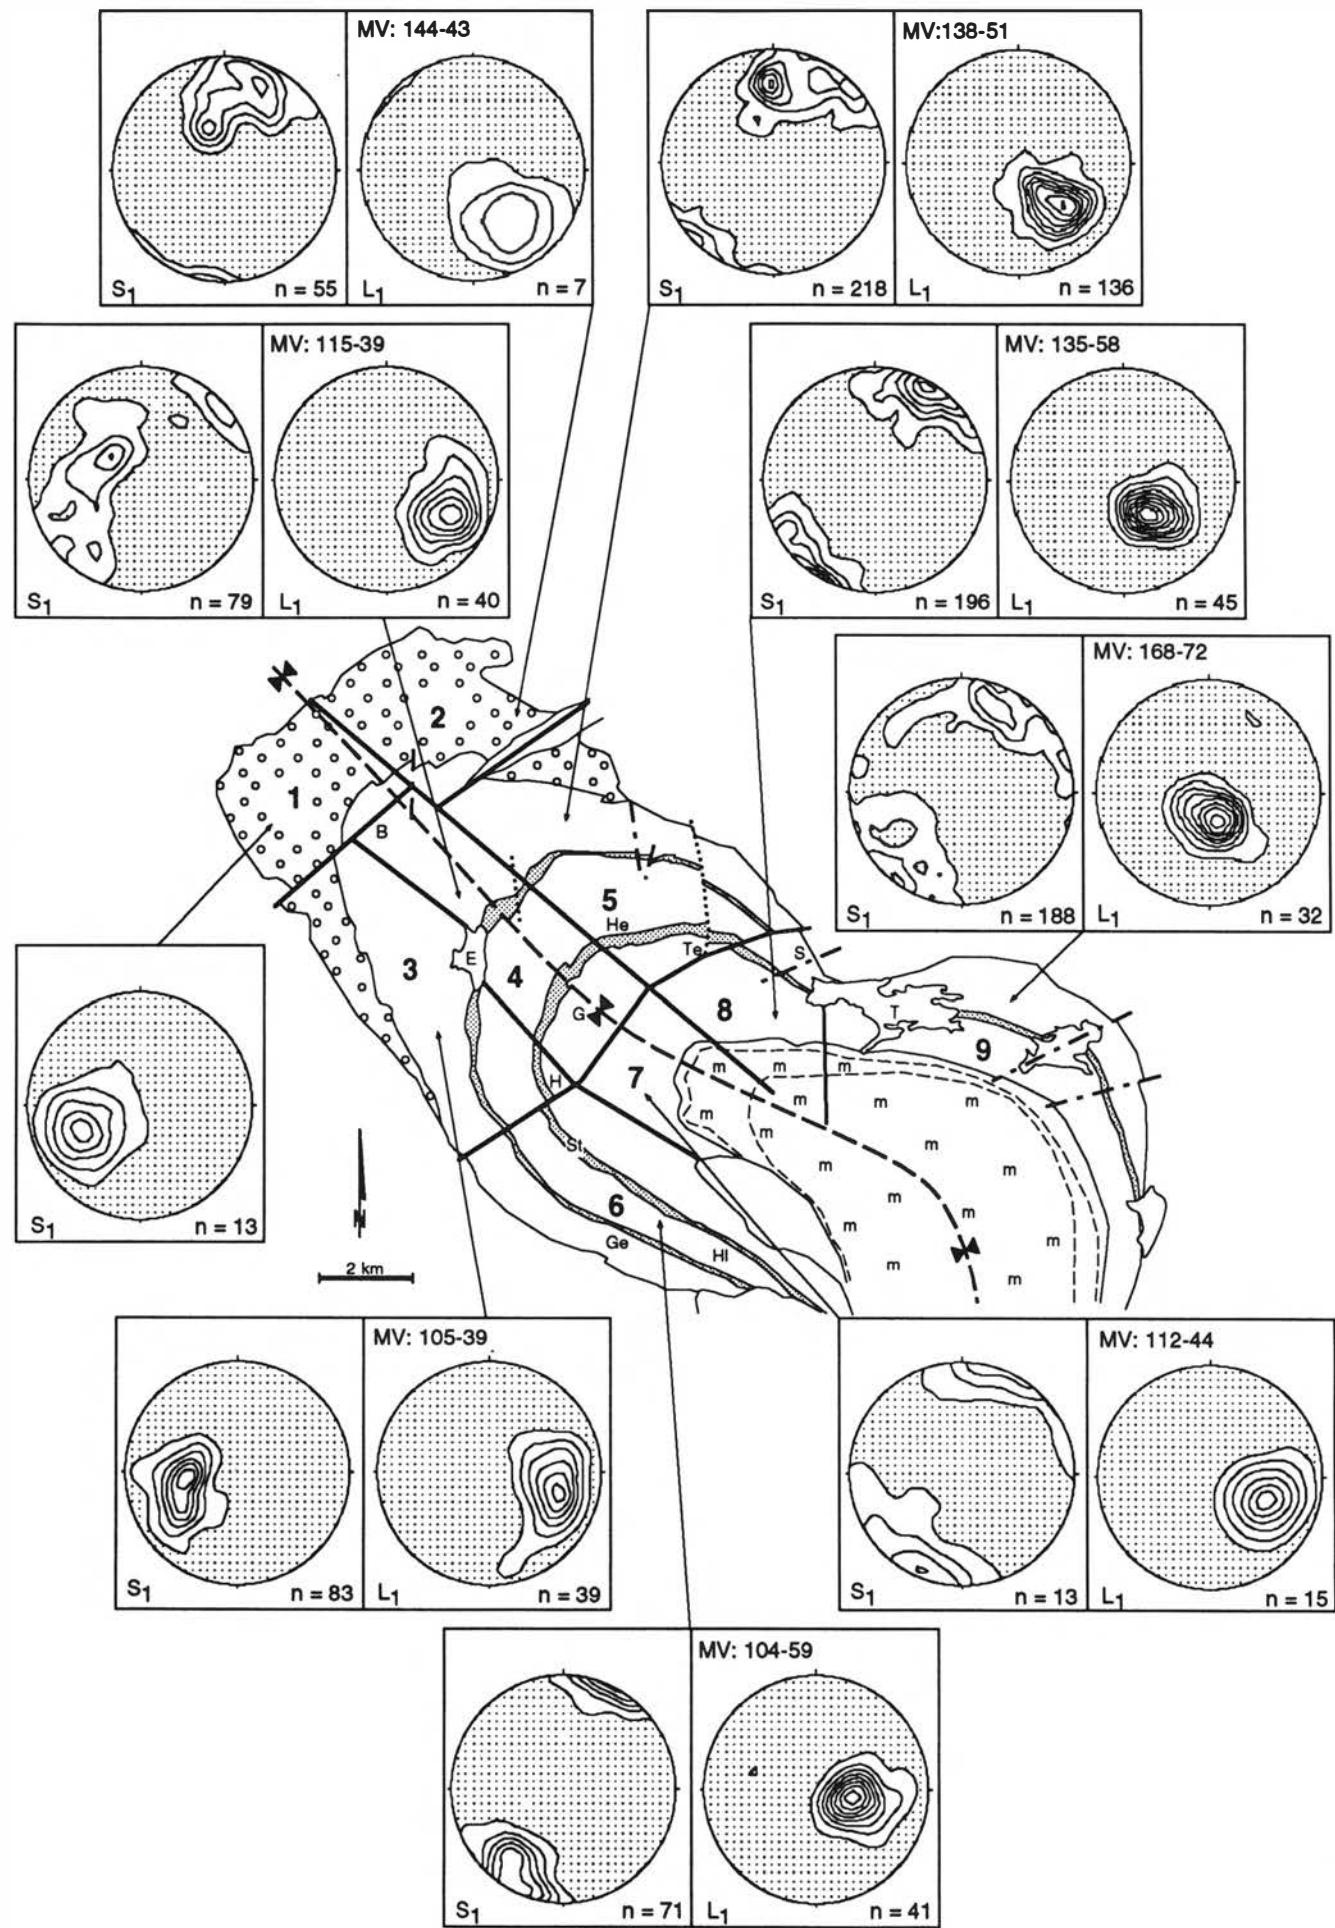 MV: 144-43
S1 n = 55
L1 n = 7
MV:138-51
S1 n = 218
L1 n = 136
MV: 115-39
S1 n = 79
L1 n = 40
MV: 135-58
S1 n = 196
L1 n = 45
MV: 168-72
S1 n = 188
L1 n = 32
2
1
B
5
He
3
E
4
Te
S
G
8
T
9
H
7
m m m m m
m m
m m
m m
m m
St
6
Ge
Hl
N
2 km
S1 n = 13
MV: 105-39
S1 n = 83
L1 n = 39
MV: 112-44
S1 n = 13
L1 n = 15
MV: 104-59
S1 n = 71
L1 n = 41